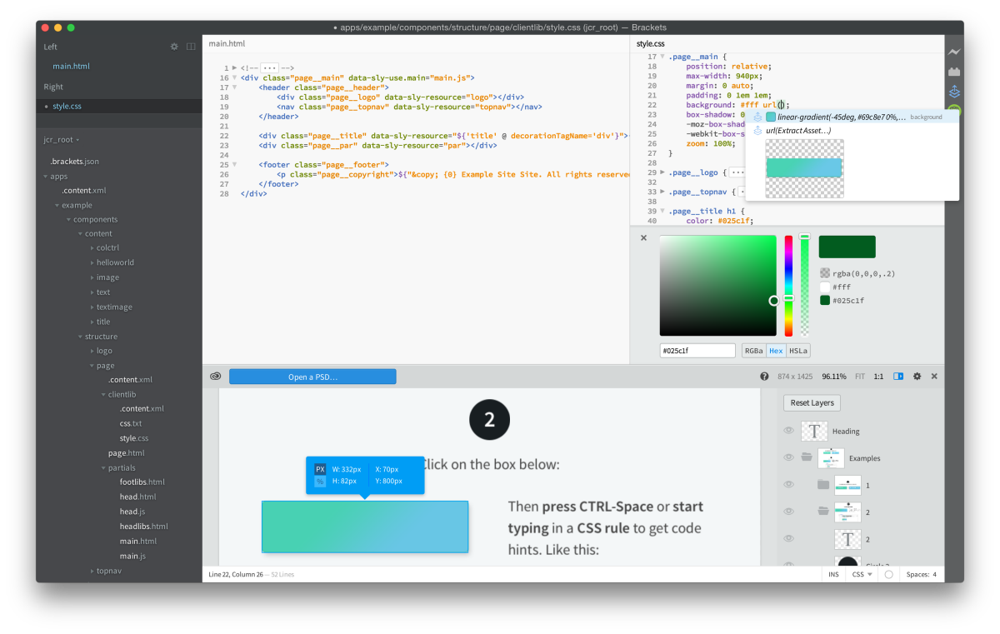 • apps/example/components/structure/page/clientlib/style.css (jcr_root) — Brackets
Left
main.html
Right
• style.css
jcr_root
.brackets.json
apps
.content.xml
example
components
content
colctrl
helloworld
image
text
textimage
title
structure
logo
page
.content.xml
clientlib
.content.xml
css.txt
style.css
page.html
partials
footlibs.html
head.html
head.js
headlibs.html
main.html
main.js
topnav
main.html
1 <!-- ... -->
16 <div class="page__main" data-sly-use.main="main.js">
17 <header class="page__header">
18 <div class="page__logo" data-sly-resource="logo"></div>
19 <nav class="page__topnav" data-sly-resource="topnav"></nav>
20 </header>
21
22 <div class="page__title" data-sly-resource="${'title' @ decorationTagName='div'}">
23 <div class="page__par" data-sly-resource="par"></div>
24
25 <footer class="page__footer">
26 <p class="page__copyright">${"&copy; {0} Example Site Site. All rights reserve
27 </footer>
28 </div>
style.css
17 .page__main {
18 position: relative;
19 max-width: 940px;
20 margin: 0 auto;
21 padding: 0 1em 1em;
22 background: #fff url();
23 box-shadow: 0
24 -moz-box-shad
25 -webkit-box-s
26 zoom: 100%;
27 }
28
29 .page__logo { ...
32
33 .page__topnav {
38
39 .page__title h1 {
40 color: #025c1f;
linear-gradient(-45deg, #69c8e7 0%,... background
url(Extract Asset…)
rgba(0,0,0,.2)
#fff
#025c1f
#025c1f
RGBa Hex HSLa
Open a PSD...
874 x 1425 96.11% FIT 1:1
2
Click on the box below:
PX W: 332px X: 70px
% H: 82px Y: 800px
Then press CTRL-Space or start
typing in a CSS rule to get code
hints. Like this:
Reset Layers
T Heading
Examples
1
2
T 2
Circle 2
Line 22, Column 26 — 52 Lines
INS CSS Spaces: 4